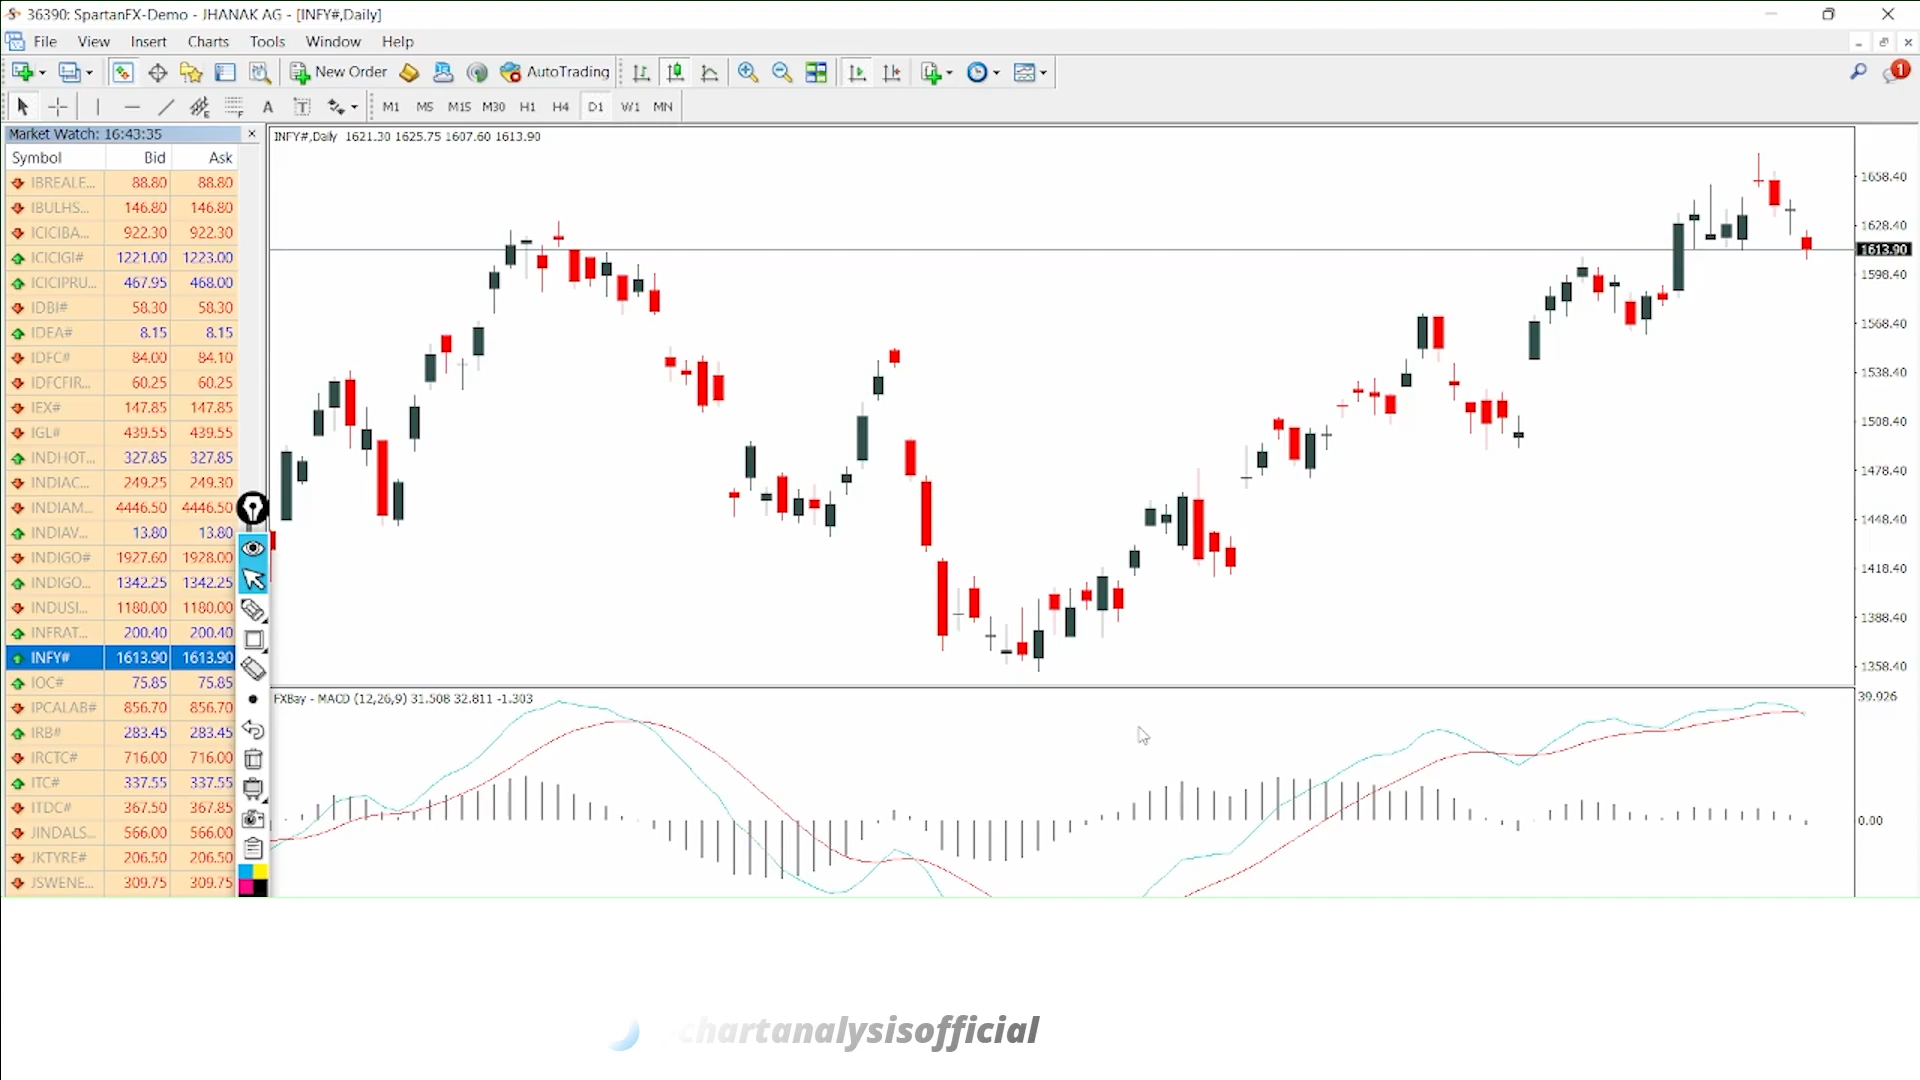 36390: SpartanFX-Demo - JHANAK AG - [INFY#,Daily]
File View Insert Charts Tools Window Help
New Order AutoTrading 1
A T M1 M5 M15 M30 H1 H4 D1 W1 MN
Market Watch: 16:43:35
Symbol Bid Ask
IBREALE... 88.80 88.80
IBULHS... 146.80 146.80
ICICIBA... 922.30 922.30
ICICIGI# 1221.00 1223.00
ICICIPRU... 467.95 468.00
IDBI# 58.30 58.30
IDEA# 8.15 8.15
IDFC# 84.00 84.10
IDFCFIR... 60.25 60.25
IEX# 147.85 147.85
IGL# 439.55 439.55
INDHOT... 327.85 327.85
INDIAC... 249.25 249.30
INDIAM... 4446.50 4446.50
INDIAV... 13.80 13.80
INDIGO# 1927.60 1928.00
INDIGO... 1342.25 1342.25
INDUSI... 1180.00 1180.00
INFRAT... 200.40 200.40
INFY# 1613.90 1613.90
IOC# 75.85 75.85
IPCALAB# 856.70 856.70
IRB# 283.45 283.45
IRCTC# 716.00 716.00
ITC# 337.55 337.55
ITDC# 367.50 367.85
JINDALS... 566.00 566.00
JKTYRE# 206.50 206.50
JSWENE... 309.75 309.75
INFY#,Daily 1621.30 1625.75 1607.60 1613.90
1658.40
1628.40
1613.90
1598.40
1568.40
1538.40
1508.40
1478.40
1448.40
1418.40
1388.40
1358.40
FXBay - MACD (12,26,9) 31.508 32.811 -1.303
39.926
0.00
chartanalysisofficial